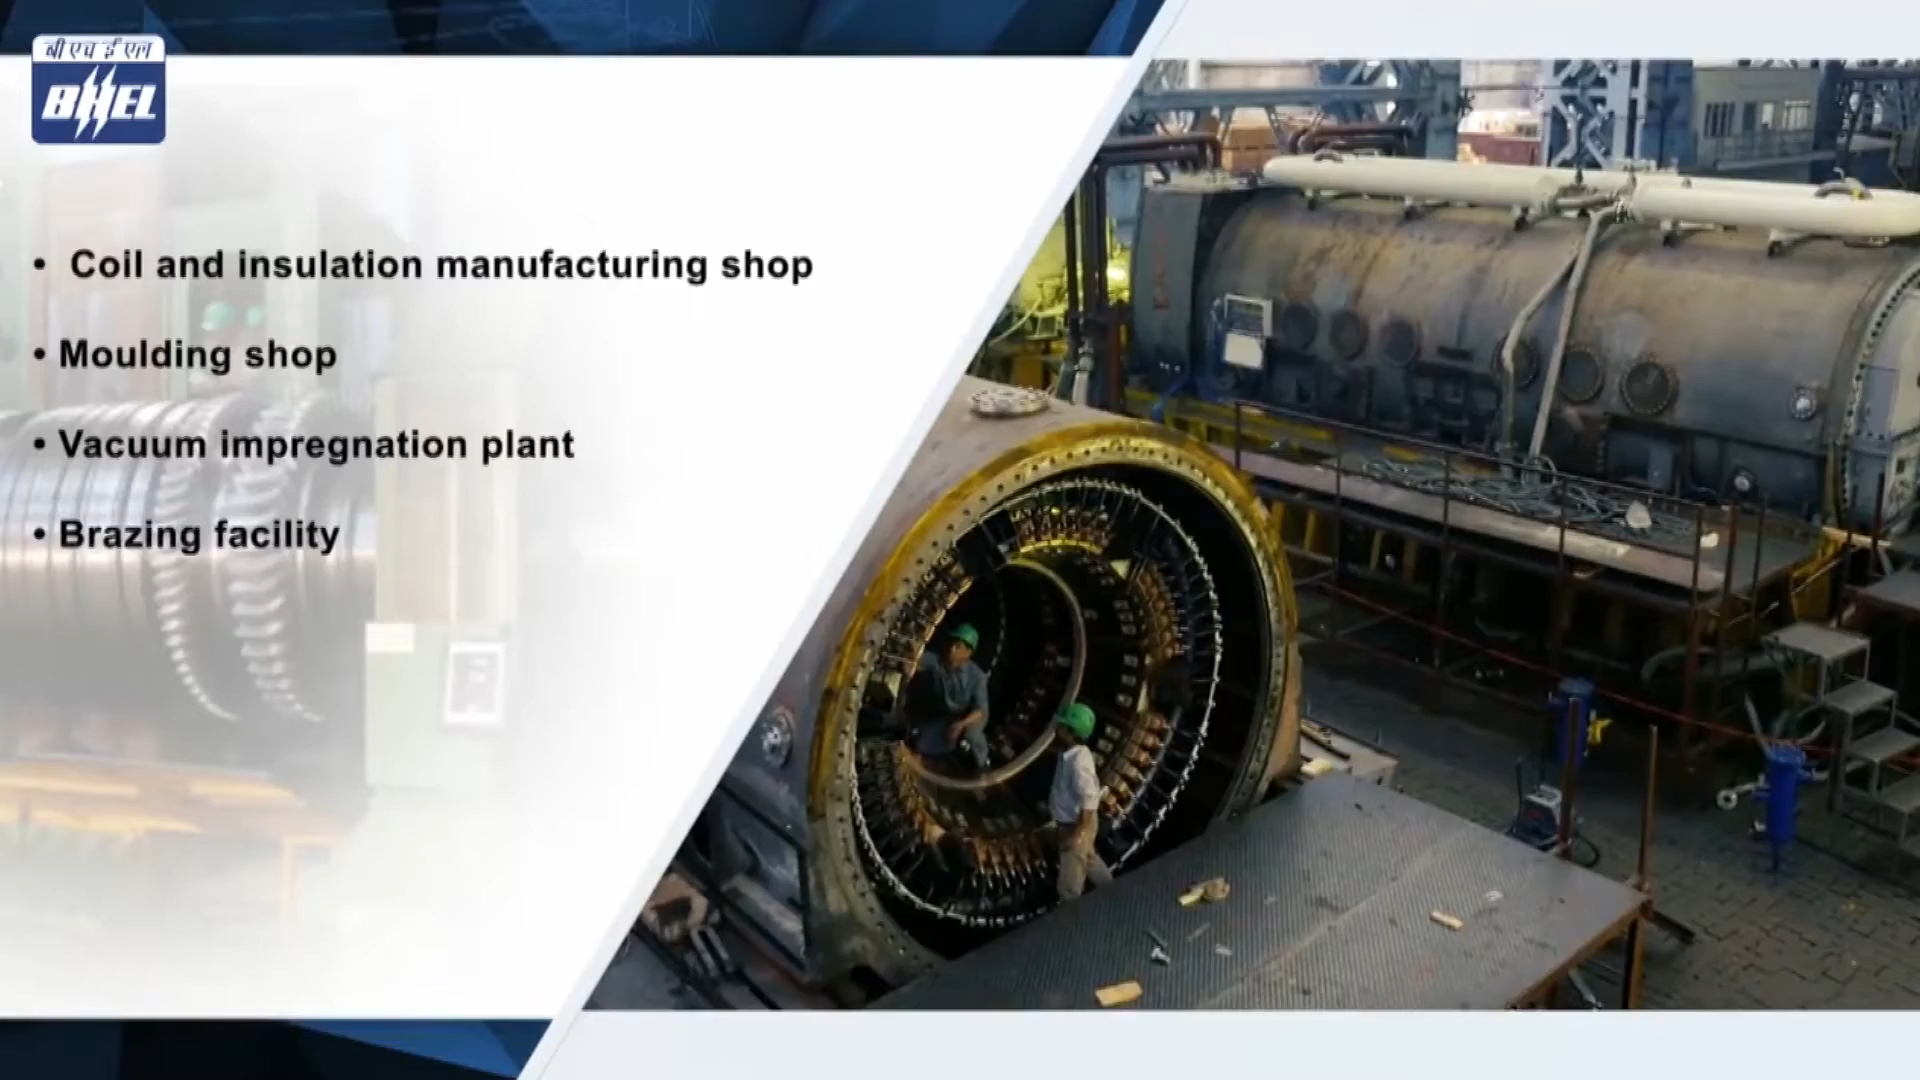 बी एच ई एल
BHEL
• Coil and insulation manufacturing shop
• Moulding shop
• Vacuum impregnation plant
• Brazing facility